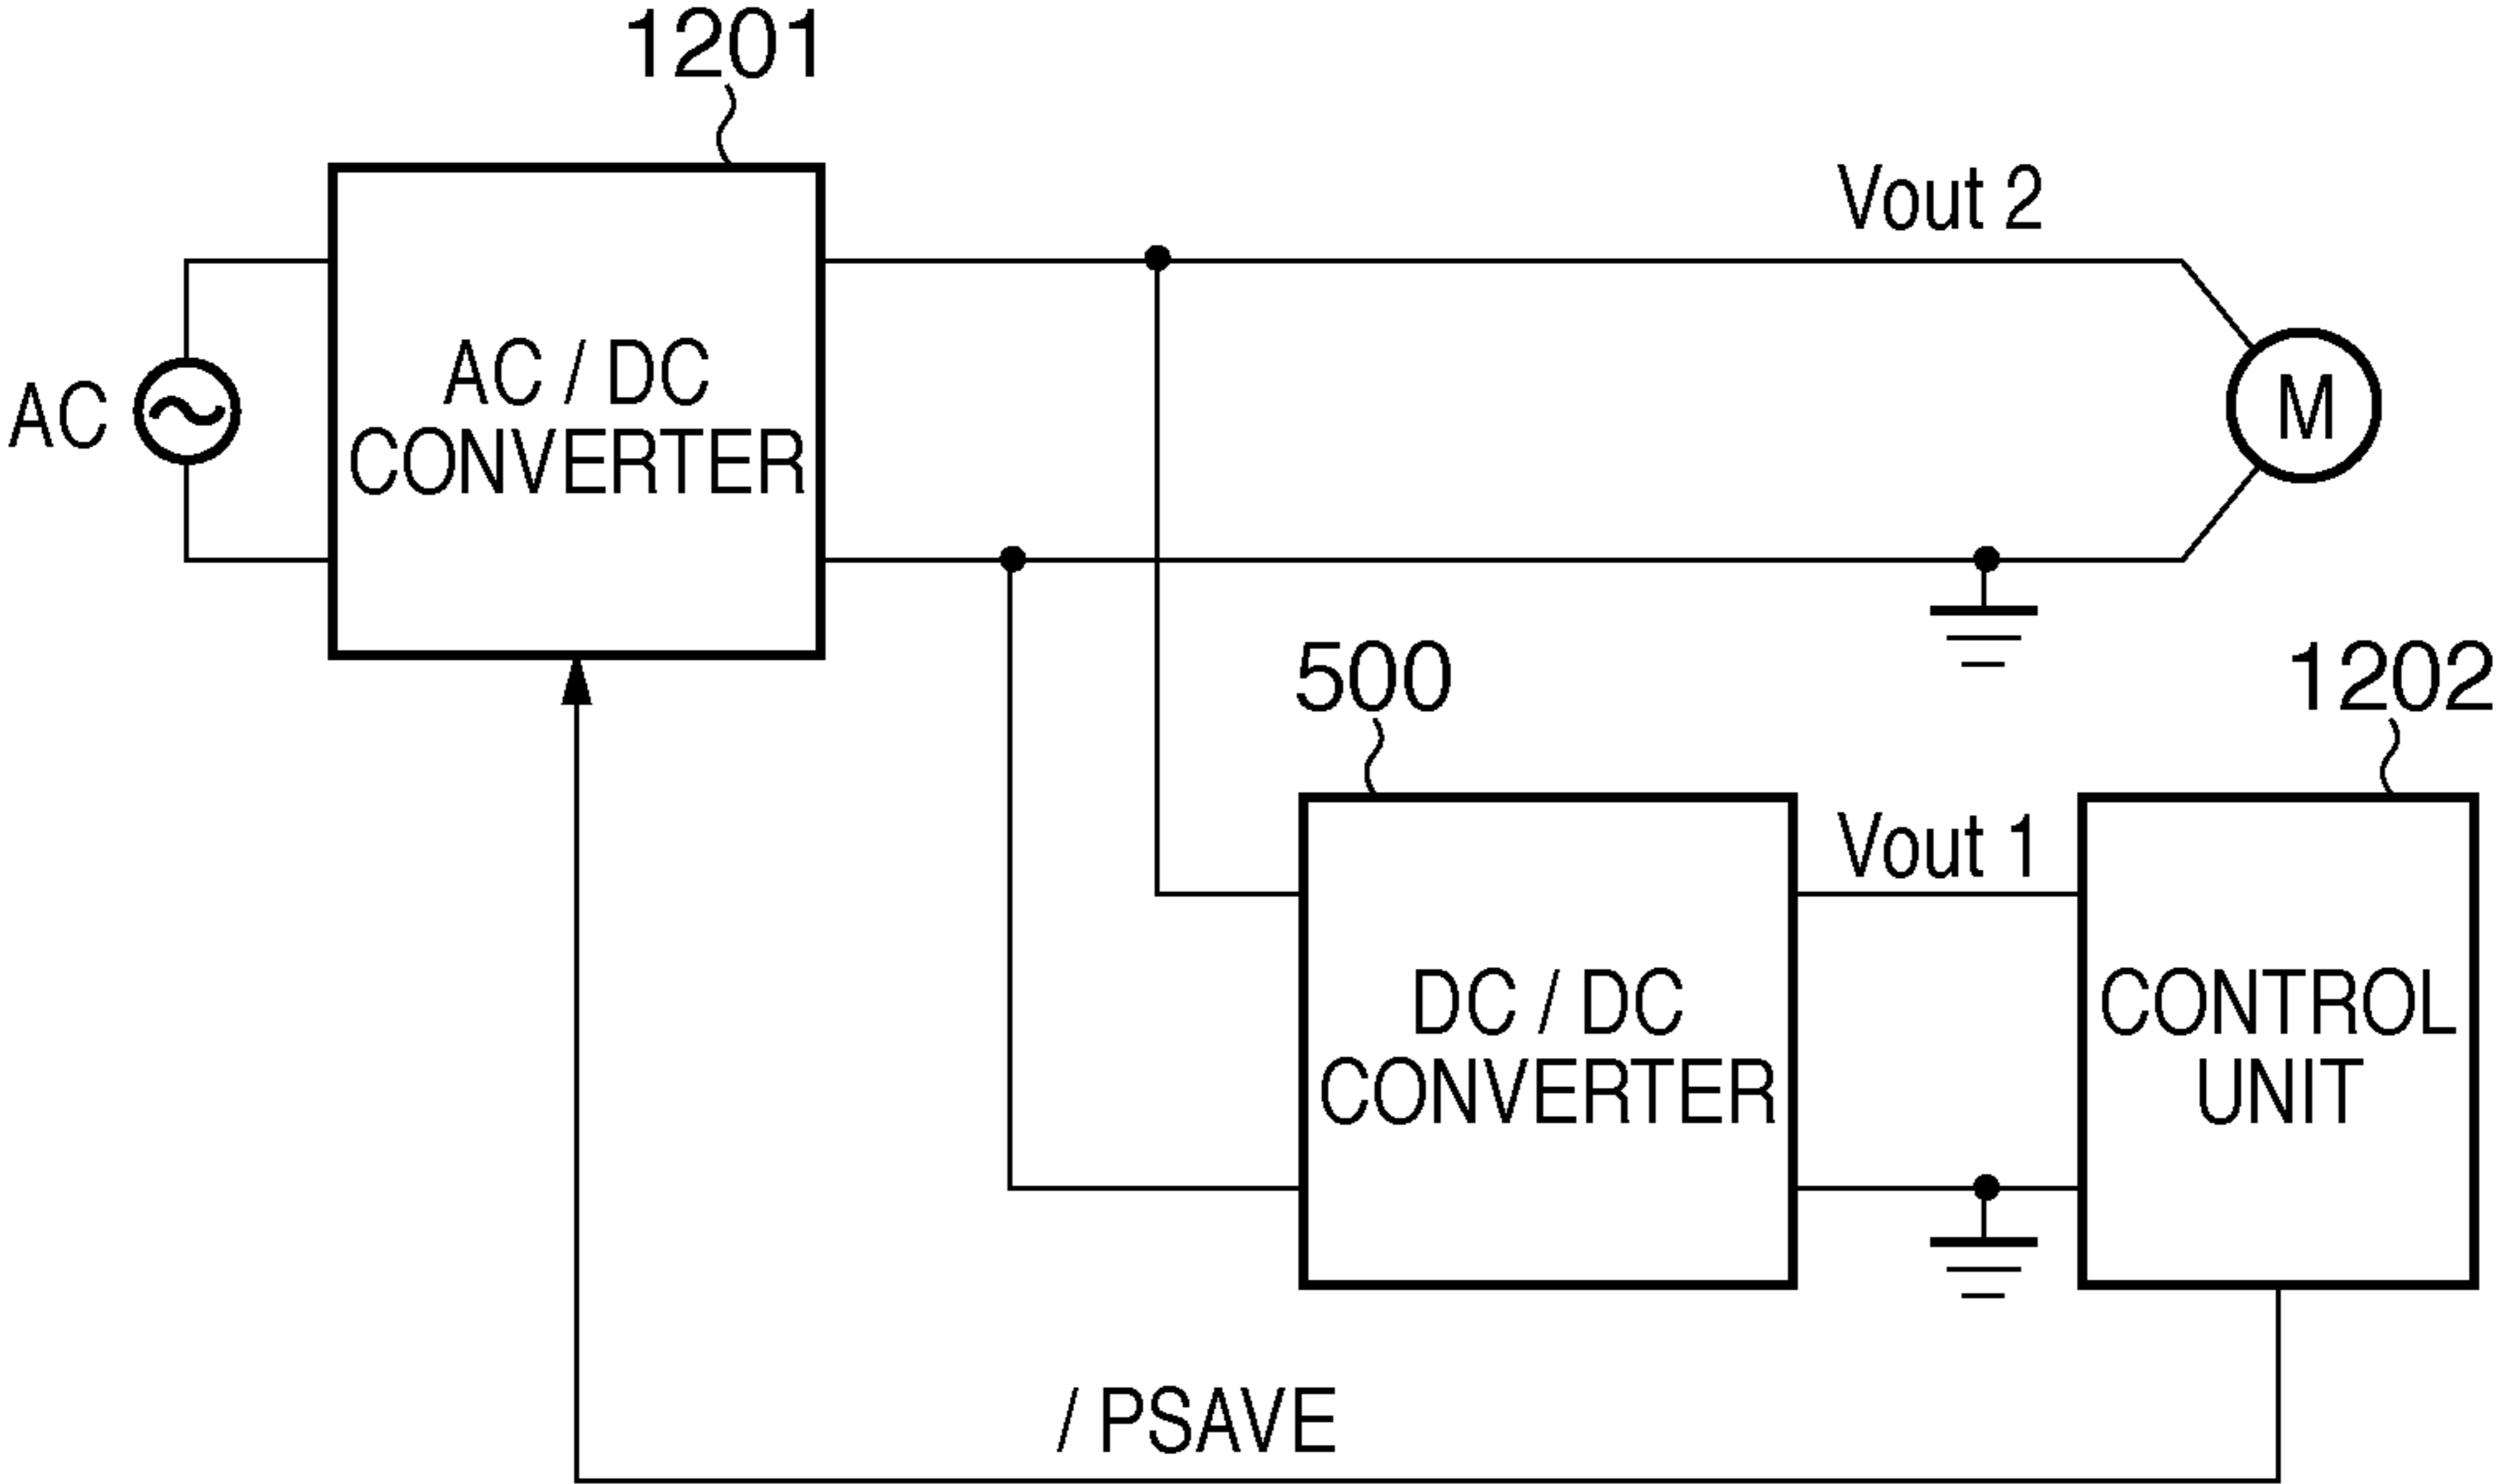 1201
Vout 2
AC
AC / DC
CONVERTER
M
500
1202
Vout 1
DC / DC
CONVERTER
CONTROL
UNIT
/ PSAVE